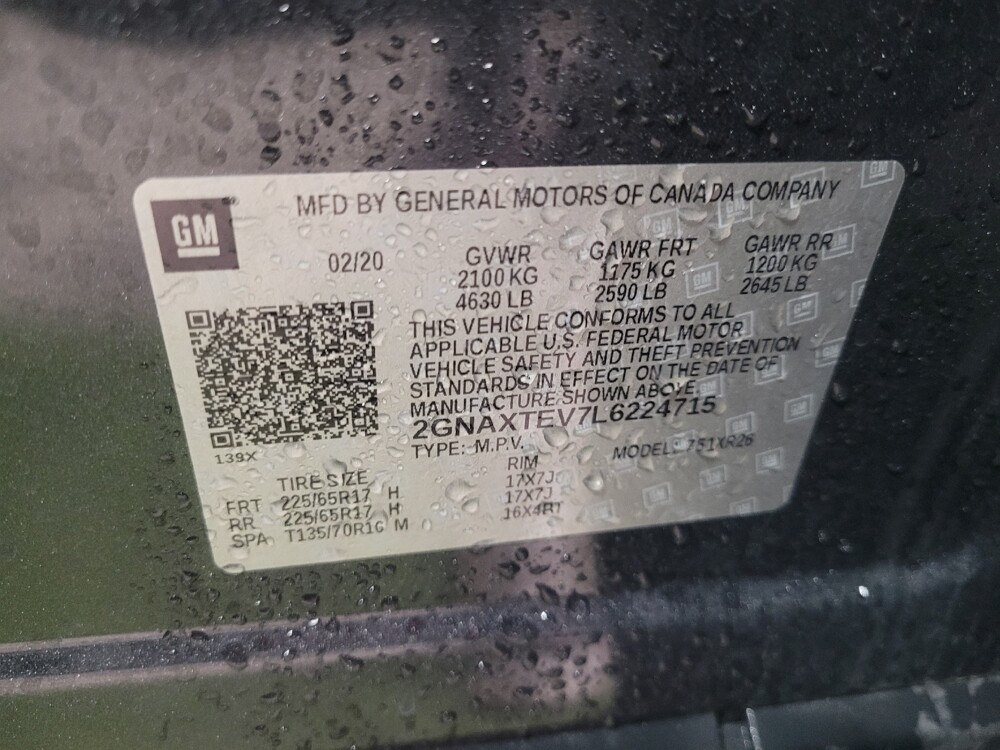 GM
MFD BY GENERAL MOTORS OF CANADA COMPANY
02/20
GVWR
2100 KG
4630 LB
GAWR FRT
1175 KG
2590 LB
GAWR RR
1200 KG
2645 LB
THIS VEHICLE CONFORMS TO ALL
APPLICABLE U.S. FEDERAL MOTOR
VEHICLE SAFETY AND THEFT PREVENTION
STANDARDS IN EFFECT ON THE DATE OF
MANUFACTURE SHOWN ABOVE.
2GNAXTEV7L6224715
TYPE: M.P.V.
MODEL: 751XR26
139X
TIRE SIZE
RIM
FRT 225/65R17 H 17X7J
RR 225/65R17 H 17X7J
SPA T135/70R16 M 16X4BT